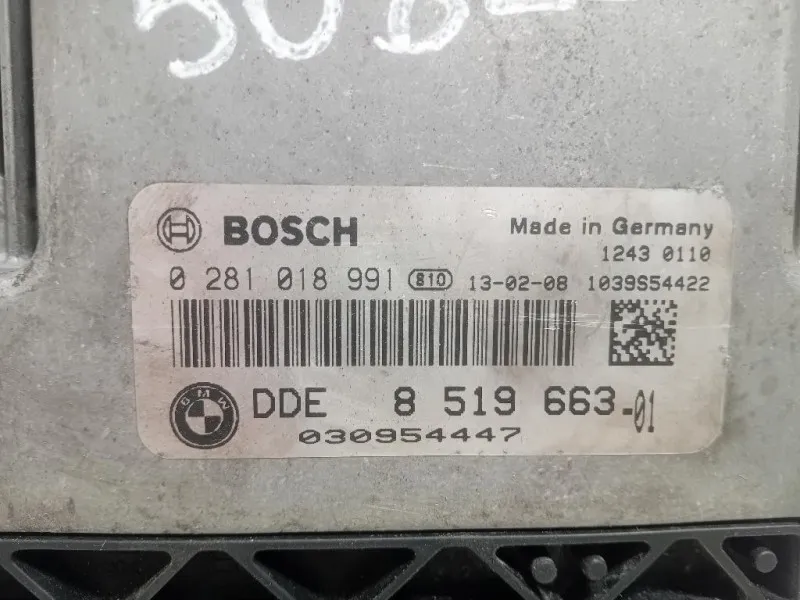 BOSCH Made in Germany
1243 0110
0 281 018 991 810 13-02-08 1039S54422
BMW DDE 8 519 663-01
030954447